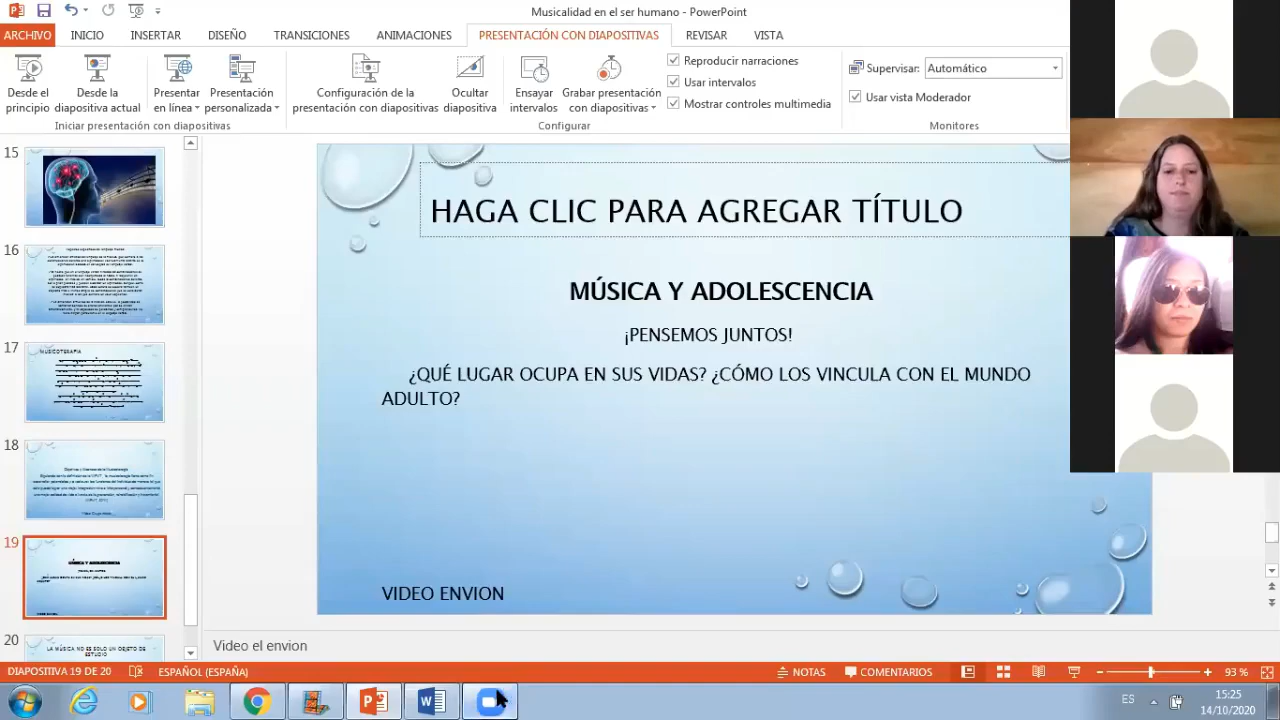 Musicalidad en el ser humano - PowerPoint
ARCHIVO INICIO INSERTAR DISEÑO TRANSICIONES ANIMACIONES PRESENTACIÓN CON DIAPOSITIVAS REVISAR VISTA
Desde el principio
Desde la diapositiva actual
Presentar en línea
Presentación personalizada
Configuración de la presentación con diapositivas
Ocultar diapositiva
Ensayar intervalos
Grabar presentación con diapositivas
Reproducir narraciones
Usar intervalos
Mostrar controles multimedia
Supervisar: Automático
Usar vista Moderador
Iniciar presentación con diapositivas
Configurar
Monitores
15
16
17
MUSICOTERAPIA
18
19
MÚSICA Y ADOLESCENCIA
20
LA MÚSICA NO ES SOLO UN OBJETO DE
ESTUDIO
HAGA CLIC PARA AGREGAR TÍTULO
MÚSICA Y ADOLESCENCIA
¡PENSEMOS JUNTOS!
¿QUÉ LUGAR OCUPA EN SUS VIDAS? ¿CÓMO LOS VINCULA CON EL MUNDO
ADULTO?
VIDEO ENVION
Video el envion
DIAPOSITIVA 19 DE 20 ESPAÑOL (ESPAÑA) NOTAS COMENTARIOS 93 %
ES
15:25
14/10/2020